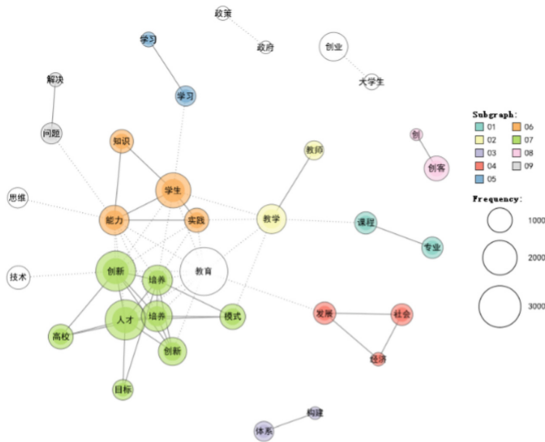 政策
学习
政府
创业
大学生
解决
学习
问题
知识
教师
创
创客
思维
学生
能力
实践
教学
课程
专业
技术
创新
培养
教育
人才
培养
模式
发展
社会
高校
创新
经济
目标
体系
构建
Subgraph:
01 06
02 07
03 08
04 09
05
Frequency:
1000
2000
3000